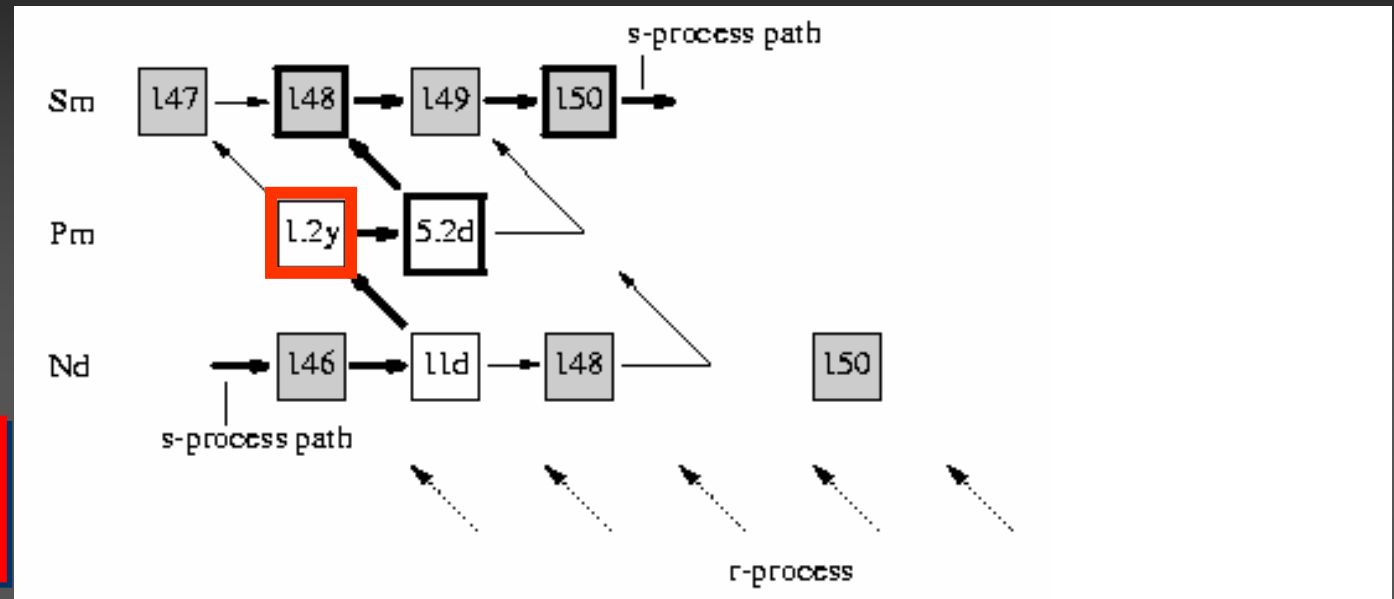 s-process path
Sm 147 148 149 150
Pm 1.2y 5.2d
Nd 146 11d 148 150
s-process path
r-process